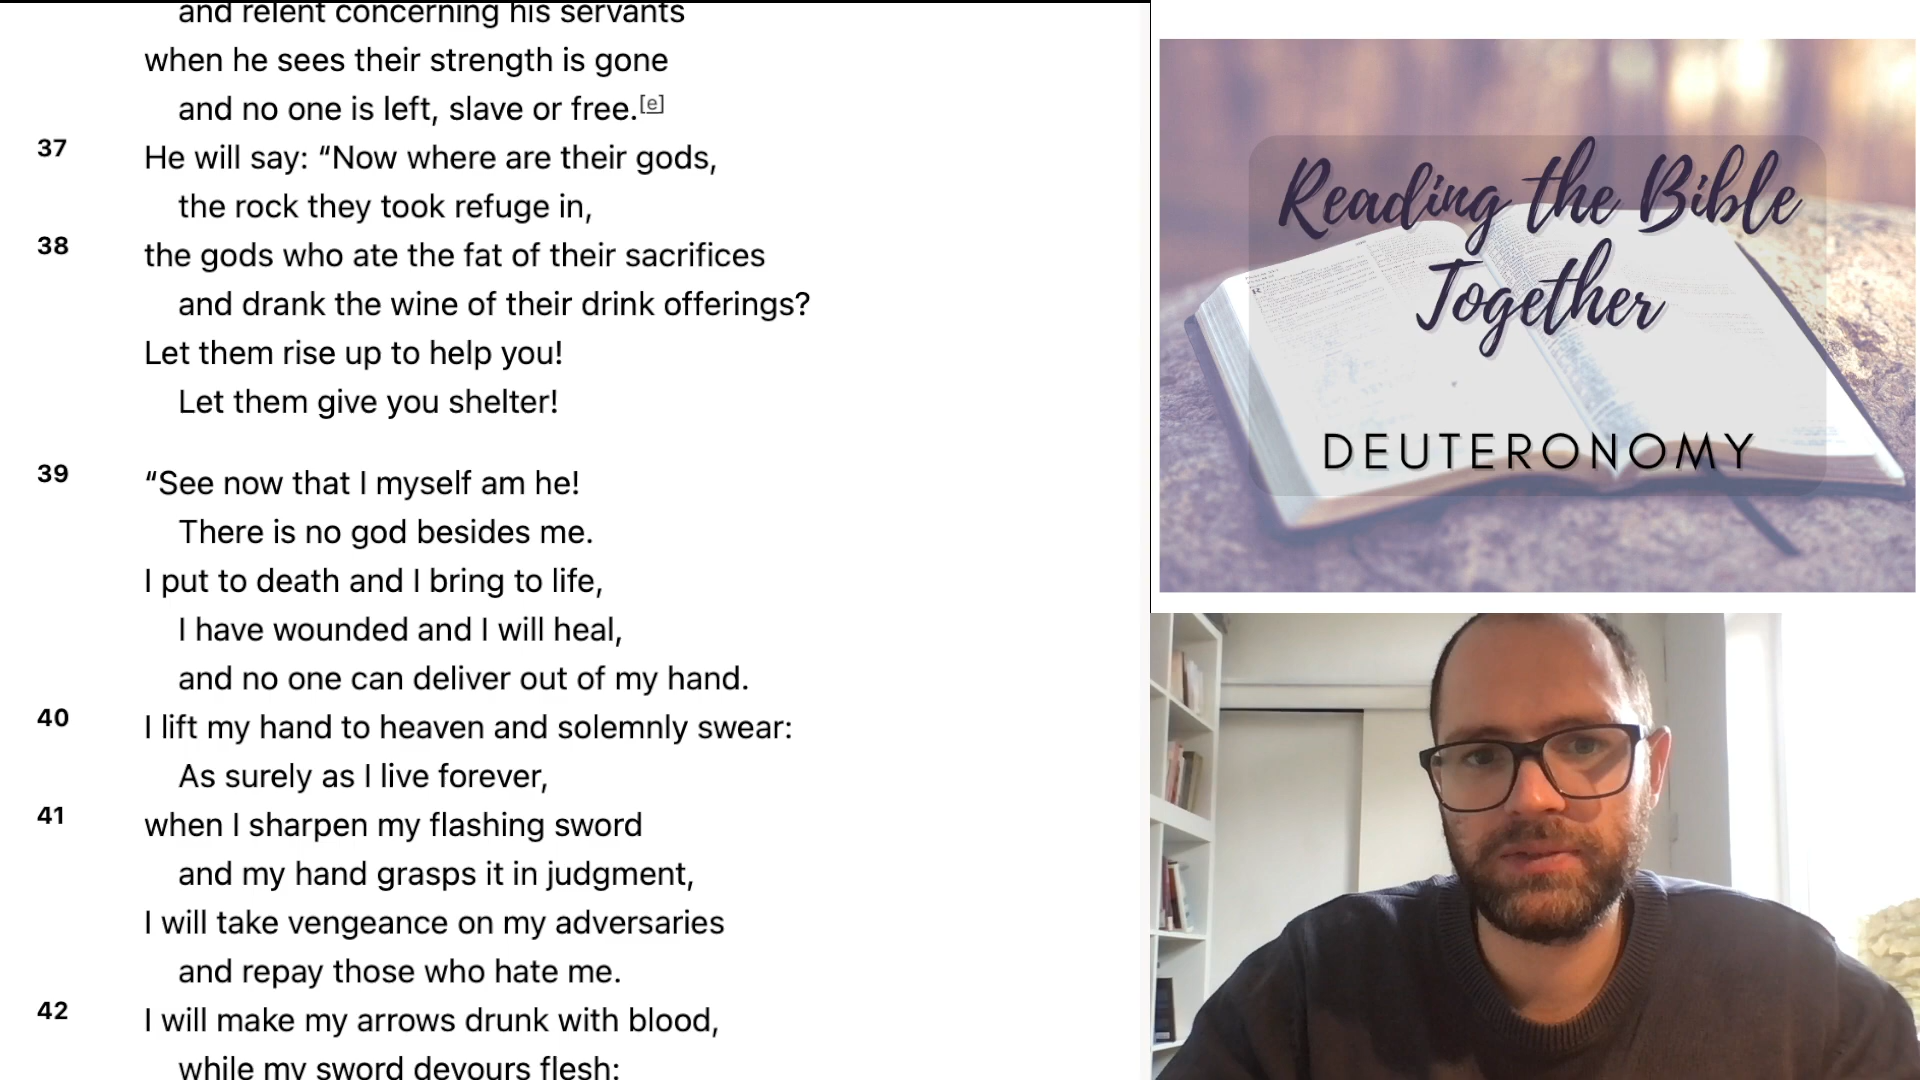 and relent concerning his servants
when he sees their strength is gone
and no one is left, slave or free.[e]
37 He will say: “Now where are their gods,
the rock they took refuge in,
38 the gods who ate the fat of their sacrifices
and drank the wine of their drink offerings?
Let them rise up to help you!
Let them give you shelter!
39 “See now that I myself am he!
There is no god besides me.
I put to death and I bring to life,
I have wounded and I will heal,
and no one can deliver out of my hand.
40 I lift my hand to heaven and solemnly swear:
As surely as I live forever,
41 when I sharpen my flashing sword
and my hand grasps it in judgment,
I will take vengeance on my adversaries
and repay those who hate me.
42 I will make my arrows drunk with blood,
while my sword devours flesh:
Reading the Bible
Together
DEUTERONOMY